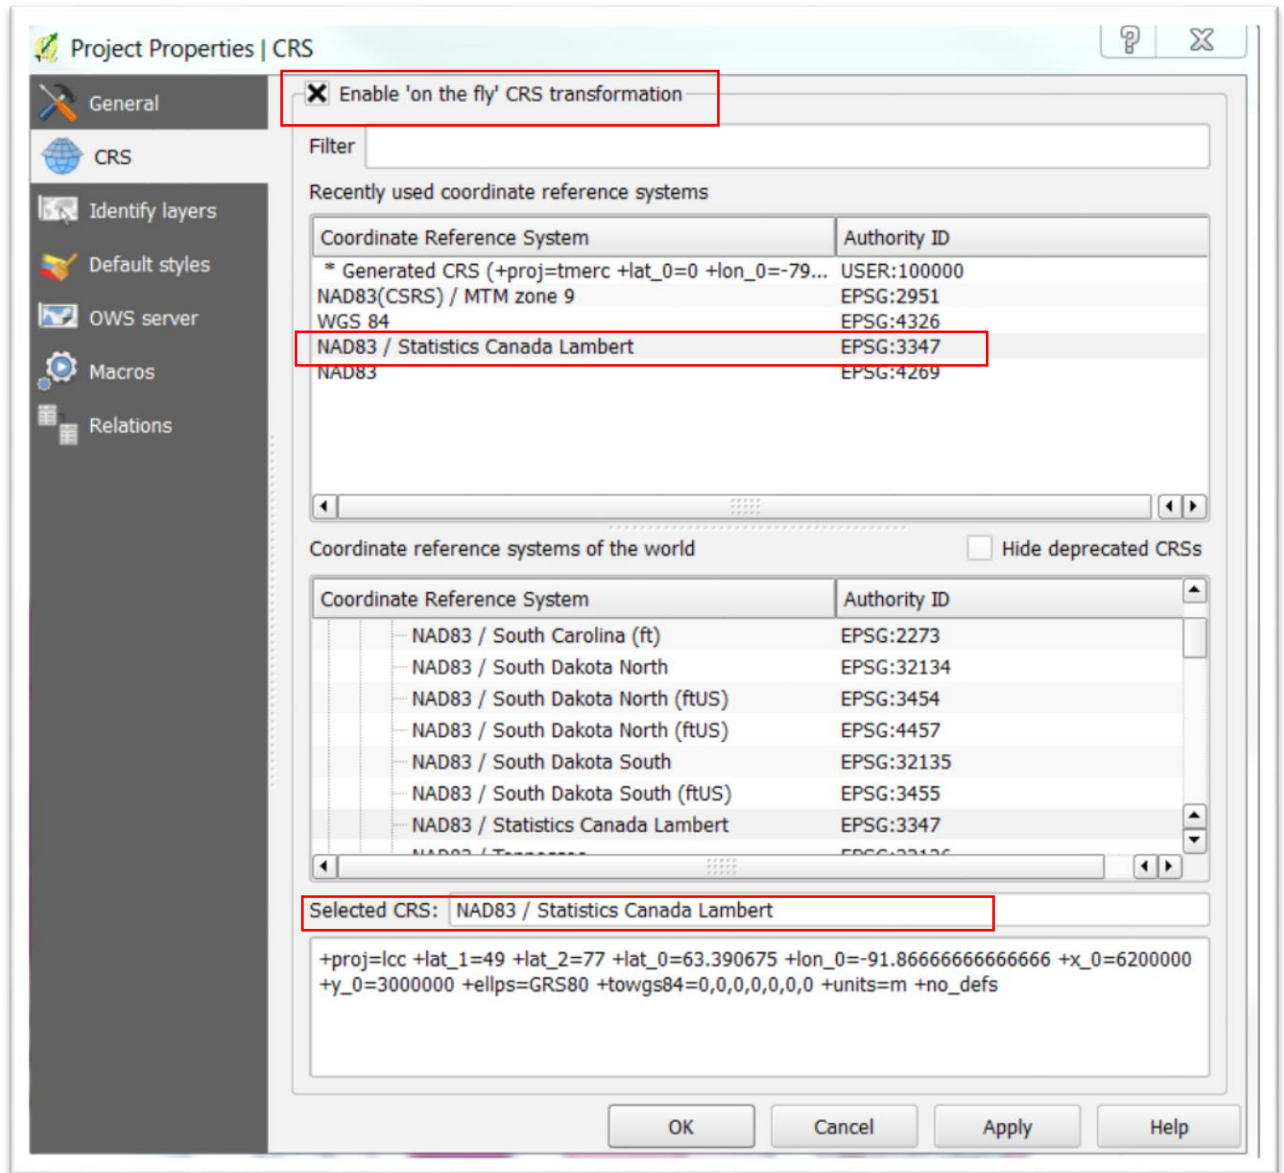 Project Properties | CRS
General
CRS
Identify layers
Default styles
OWS server
Macros
Relations
Enable 'on the fly' CRS transformation
Filter
Recently used coordinate reference systems
Coordinate Reference System Authority ID
* Generated CRS (+proj=tmerc +lat_0=0 +lon_0=-79... USER:100000
NAD83(CSRS) / MTM zone 9 EPSG:2951
WGS 84 EPSG:4326
NAD83 / Statistics Canada Lambert EPSG:3347
NAD83 EPSG:4269
Coordinate reference systems of the world Hide deprecated CRSs
Coordinate Reference System Authority ID
NAD83 / South Carolina (ft) EPSG:2273
NAD83 / South Dakota North EPSG:32134
NAD83 / South Dakota North (ftUS) EPSG:3454
NAD83 / South Dakota North (ftUS) EPSG:4457
NAD83 / South Dakota South EPSG:32135
NAD83 / South Dakota South (ftUS) EPSG:3455
NAD83 / Statistics Canada Lambert EPSG:3347
NAD83 / Tennessee EPSG:32136
Selected CRS: NAD83 / Statistics Canada Lambert
+proj=lcc +lat_1=49 +lat_2=77 +lat_0=63.390675 +lon_0=-91.86666666666666 +x_0=6200000
+y_0=3000000 +ellps=GRS80 +towgs84=0,0,0,0,0,0,0 +units=m +no_defs
OK Cancel Apply Help